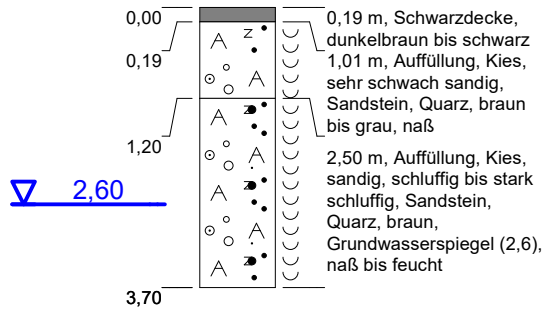 0,00
0,19 m, Schwarzdecke,
dunkelbraun bis schwarz
0,19
1,01 m, Auffüllung, Kies,
sehr schwach sandig,
Sandstein, Quarz, braun
bis grau, naß
1,20
2,50 m, Auffüllung, Kies,
sandig, schluffig bis stark
schluffig, Sandstein,
Quarz, braun,
Grundwasserspiegel (2,6),
naß bis feucht
2,60
3,70
A
z
A
A
z
A
A
z
A
A
z